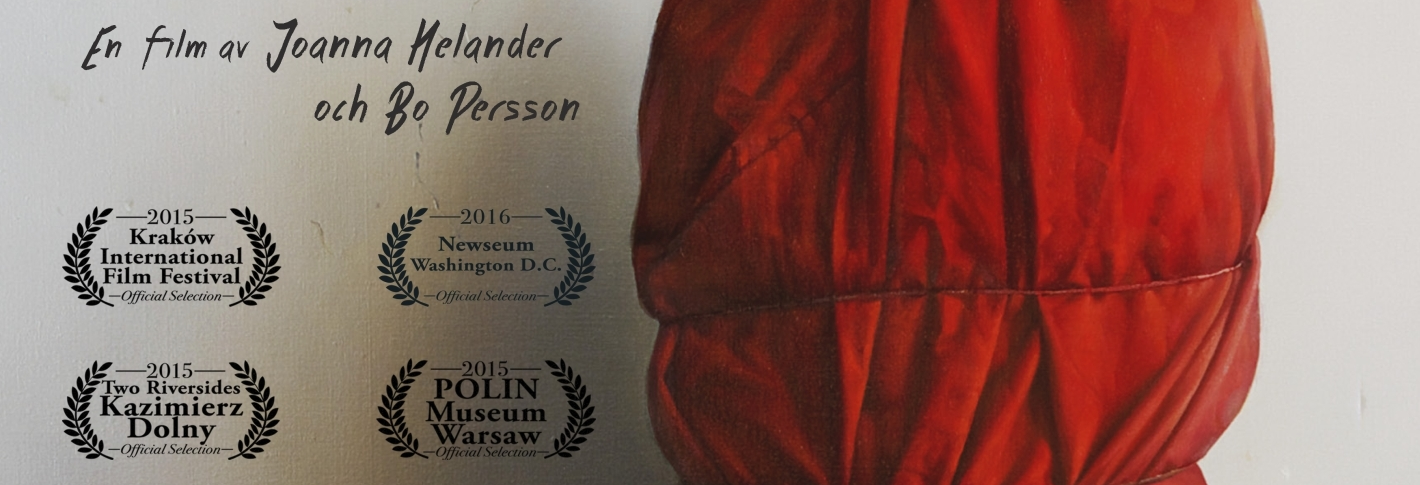 En film av Joanna Helander
och Bo Persson
2015
Kraków
International
Film Festival
Official Selection
2016
Newseum
Washington D.C.
Official Selection
2015
Two Riversides
Kazimierz
Dolny
Official Selection
2015
POLIN
Museum
Warsaw
Official Selection